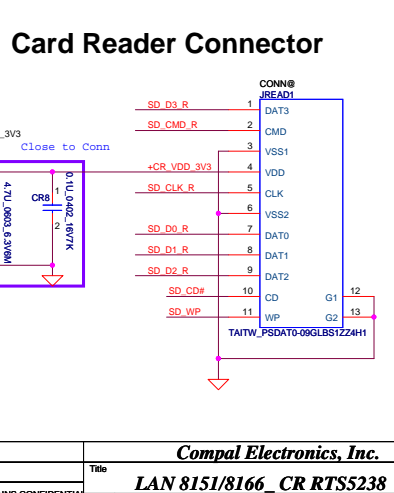 Card Reader Connector
CONN@
JREAD1
SD_D3_R 1 DAT3
SD_CMD_R 2 CMD
3 VSS1
+CR_VDD_3V3 4 VDD
SD_CLK_R 5 CLK
6 VSS2
SD_D0_R 7 DAT0
SD_D1_R 8 DAT1
SD_D2_R 9 DAT2
SD_CD# 10 CD G1 12
SD_WP 11 WP G2 13
TAITW_PSDAT0-09GLBS1ZZ4H1
_3V3
Close to Conn
4.7U_0603_6.3V6M
CR8
1
2
0.1U_0402_16V7K
Compal Electronics, Inc.
Title
LAN 8151/8166_ CR RTS5238